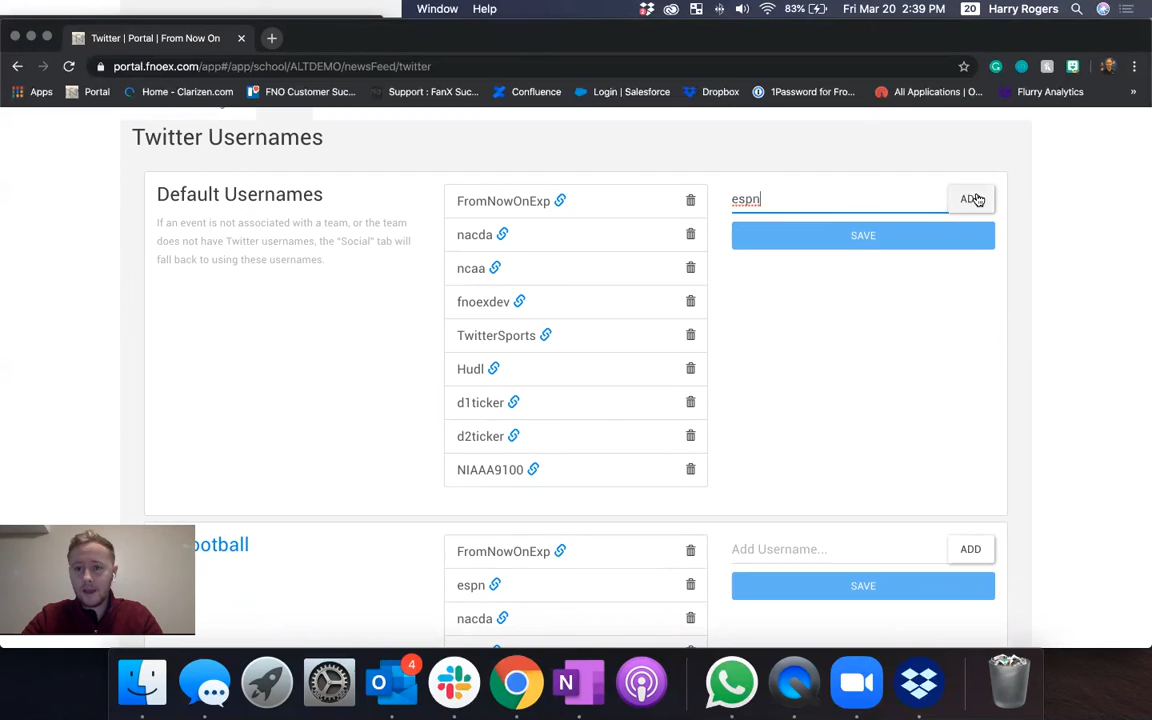 Window Help 83% Fri Mar 20 2:39 PM 20 Harry Rogers
Twitter | Portal | From Now On
portal.fnoex.com/app#/app/school/ALTDEMO/newsFeed/twitter
Apps Portal Home - Clarizen.com FNO Customer Suc... Support : FanX Sup... Confluence Login | Salesforce Dropbox 1Password for Fro... All Applications | O... Flurry Analytics »
Twitter Usernames
Default Usernames
If an event is not associated with a team, or the team
does not have Twitter usernames, the “Social” tab will
fall back to using these usernames.
FromNowOnExp
nacda
ncaa
fnoexdev
TwitterSports
Hudl
d1ticker
d2ticker
NIAAA9100
espn
SAVE
ootball
FromNowOnExp
espn
nacda
Add Username... ADD
SAVE
4
N